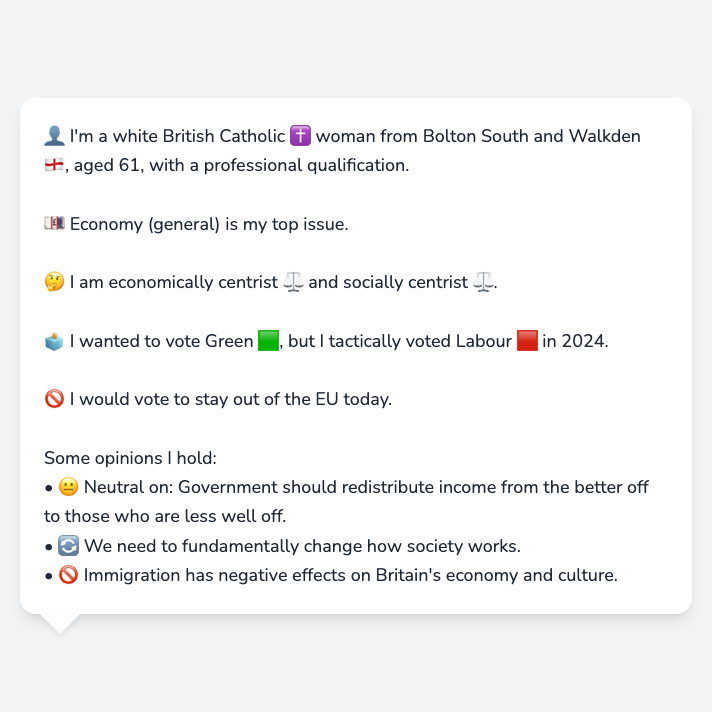 👤 I'm a white British Catholic ✝️ woman from Bolton South and Walkden
🏴󠁧󠁢󠁥󠁮󠁧󠁿, aged 61, with a professional qualification.
💷 Economy (general) is my top issue.
🤔 I am economically centrist ⚖️ and socially centrist ⚖️.
🗳️ I wanted to vote Green 🟩, but I tactically voted Labour 🟥 in 2024.
🚫 I would vote to stay out of the EU today.
Some opinions I hold:
• 😐 Neutral on: Government should redistribute income from the better off
to those who are less well off.
• 🔄 We need to fundamentally change how society works.
• 🚫 Immigration has negative effects on Britain's economy and culture.